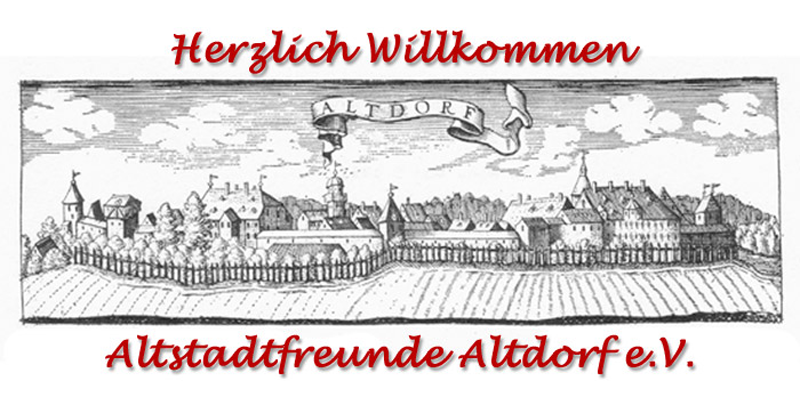 Herzlich Willkommen
ALTDORF
Altstadtfreunde Altdorf e.V.